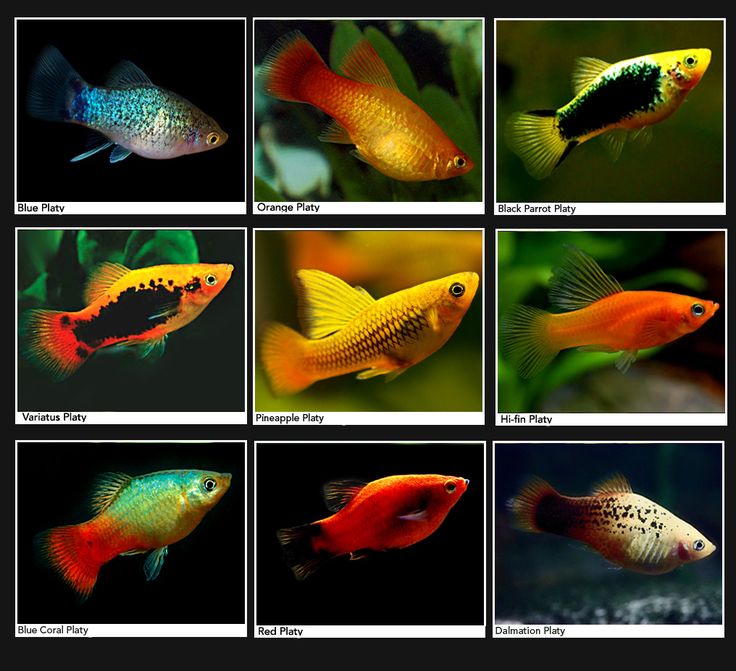 Blue Platy
Orange Platy
Black Parrot Platy
Variatus Platy
Pineapple Platy
Hi-fin Platy
Blue Coral Platy
Red Platy
Dalmation Platy